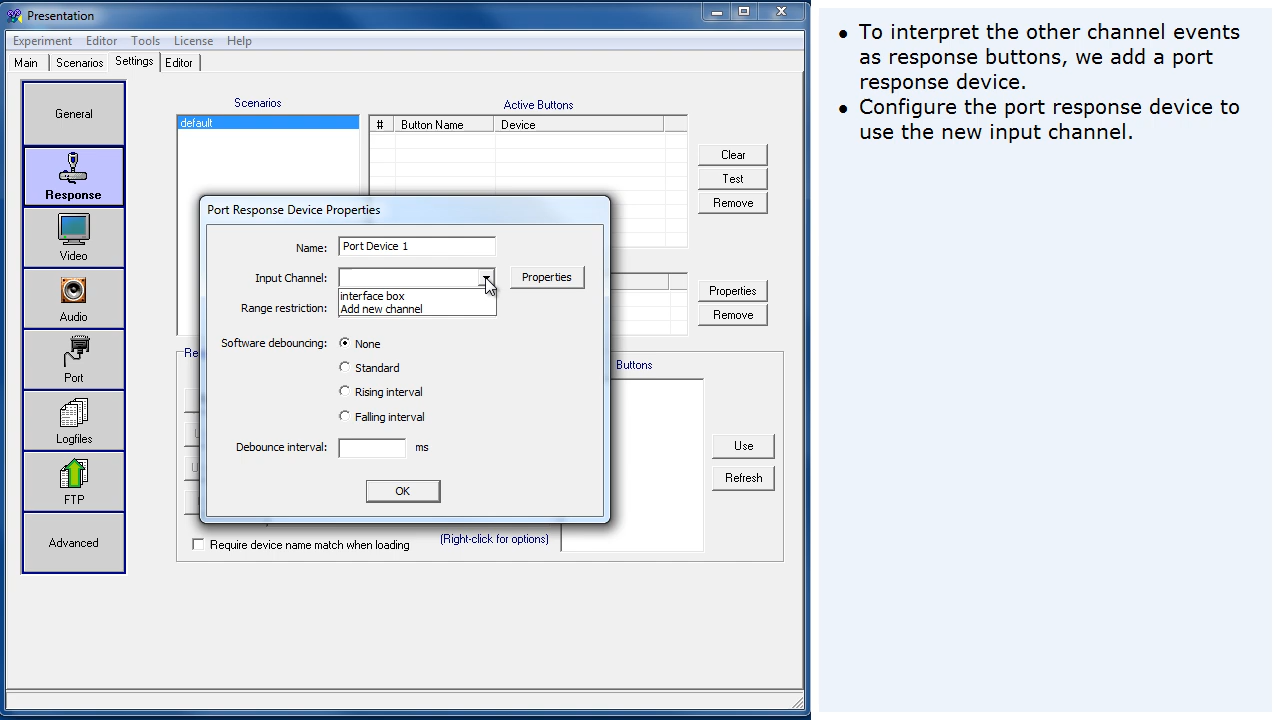 Presentation
Experiment Editor Tools License Help
Main Scenarios Settings Editor
General
Response
Video
Audio
Port
Logfiles
FTP
Advanced
Scenarios
default
Active Buttons
# Button Name Device
Clear
Test
Remove
Properties
Remove
Port Response Device Properties
Name: Port Device 1
Input Channel: Properties
interface box
Add new channel
Range restriction:
Software debouncing: None
Standard
Rising interval
Falling interval
Debounce interval: ms
OK
Buttons
Use
Refresh
Require device name match when loading
(Right-click for options)
• To interpret the other channel events
as response buttons, we add a port
response device.
• Configure the port response device to
use the new input channel.